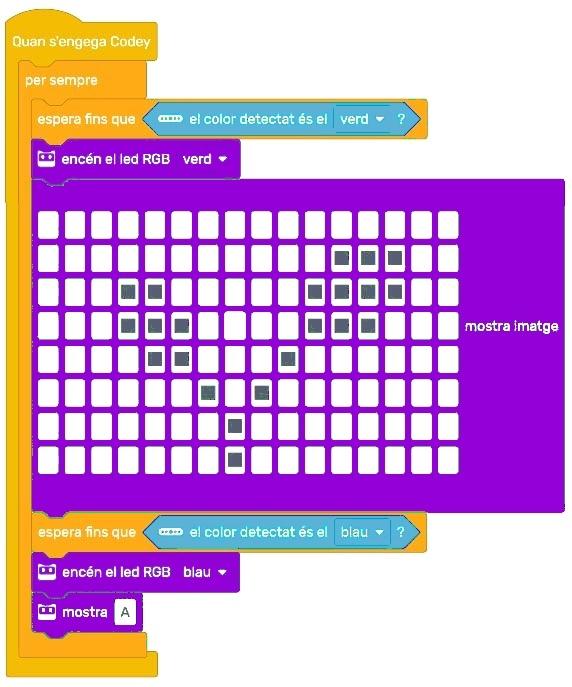 Quan s'engega Codey
per sempre
espera fins que el color detectat és el verd ?
encén el led RGB verd
mostra imatge
espera fins que el color detectat és el blau ?
encén el led RGB blau
mostra A